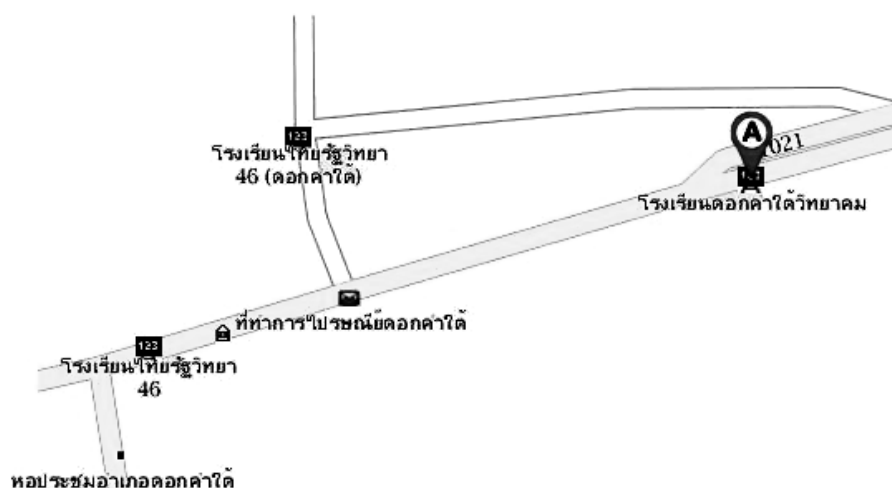 123
โรงเรียนไทยรัฐวิทยา
46 (ดอกคำใต้)
A
1021
123
โรงเรียนดอกคำใต้วิทยาคม
ที่ทำการไปรษณีย์ดอกคำใต้
123
โรงเรียนไทยรัฐวิทยา
46
หอประชุมอำเภอดอกคำใต้